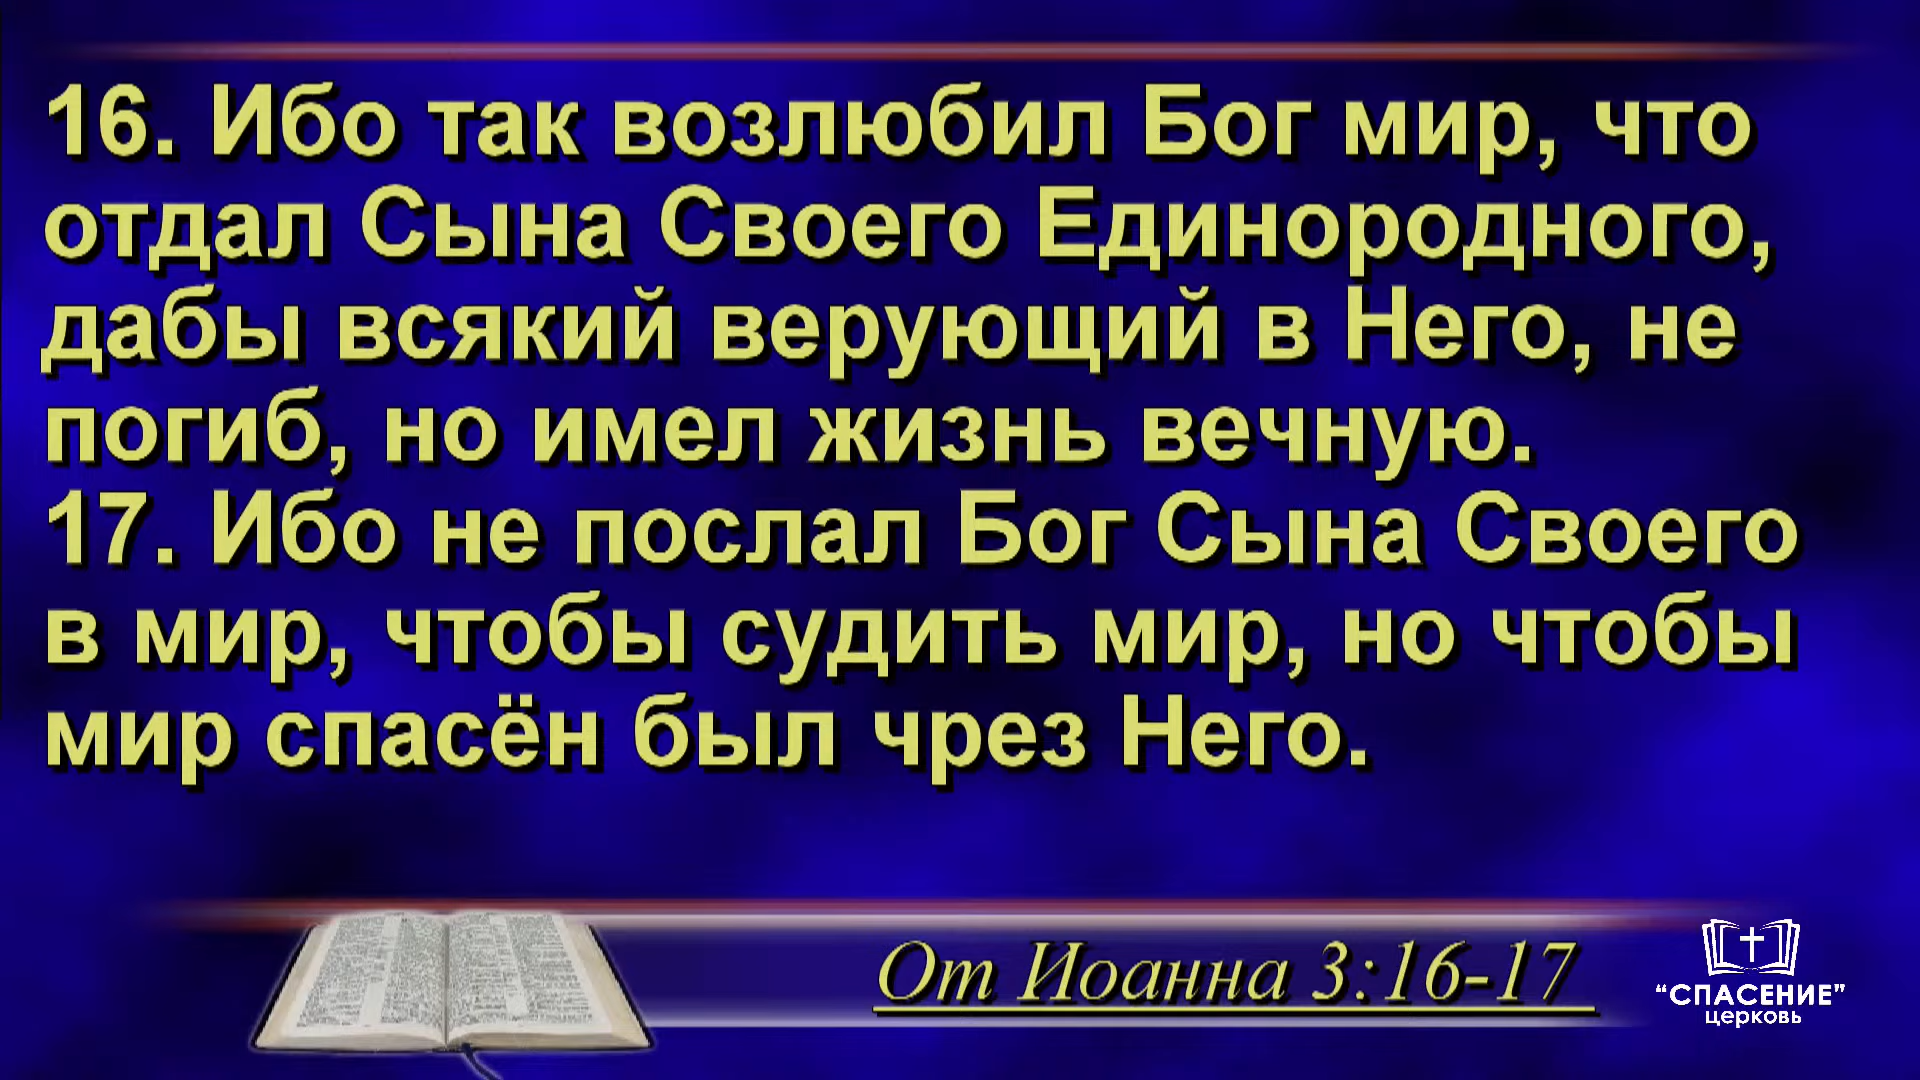 16. Ибо так возлюбил Бог мир, что
отдал Сына Своего Единородного,
дабы всякий верующий в Него, не
погиб, но имел жизнь вечную.
17. Ибо не послал Бог Сына Своего
в мир, чтобы судить мир, но чтобы
мир спасён был чрез Него.
От Иоанна 3:16-17
“СПАСЕНИЕ”
церковь